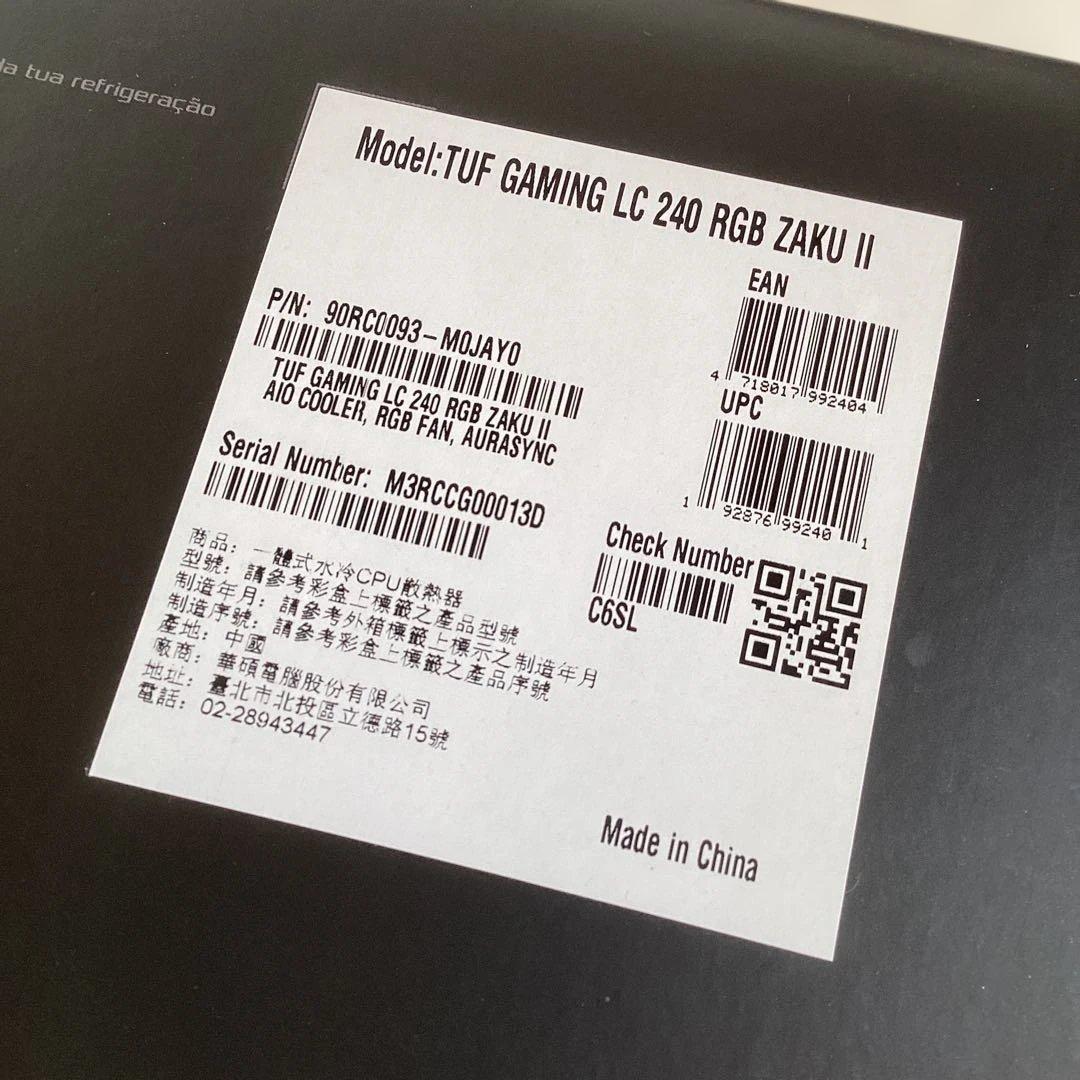 da tua refrigeração
Model:TUF GAMING LC 240 RGB ZAKU II
EAN
4 718017 992404
P/N: 90RC0093-M0JAY0
TUF GAMING LC 240 RGB ZAKU II
AIO COOLER, RGB FAN, AURASYNC
UPC
1 92876 99240 1
Serial Number: M3RCCG00013D
Check Number
C6SL
商品: 一體式水冷CPU散熱器
型號: 請參考彩盒上標籤之產品型號
制造年月: 請參考外箱標籤上標示之制造年月
制造序號: 請參考彩盒上標籤之產品序號
產地: 中國
廠商: 華碩電腦股份有限公司
地址: 臺北市北投區立德路15號
電話: 02-28943447
Made in China